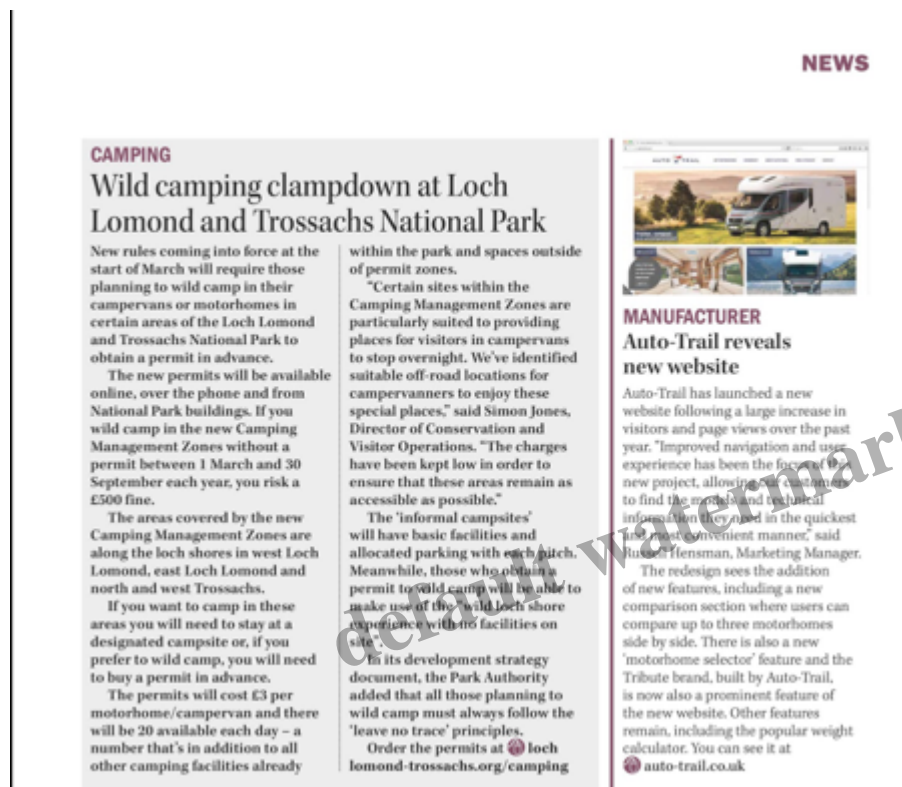 NEWS
CAMPING
Wild camping clampdown at Loch
Lomond and Trossachs National Park
New rules coming into force at the
start of March will require those
planning to wild camp in their
campervans or motorhomes in
certain areas of the Loch Lomond
and Trossachs National Park to
obtain a permit in advance.
The new permits will be available
online, over the phone and from
National Park buildings. If you
wild camp in the new Camping
Management Zones without a
permit between 1 March and 30
September each year, you risk a
£500 fine.
The areas covered by the new
Camping Management Zones are
along the loch shores in west Loch
Lomond, east Loch Lomond and
north and west Trossachs.
If you want to camp in these
areas you will need to stay at a
designated campsite or, if you
prefer to wild camp, you will need
to buy a permit in advance.
The permits will cost £3 per
motorhome/campervan and there
will be 20 available each day – a
number that's in addition to all
other camping facilities already
within the park and spaces outside
of permit zones.
"Certain sites within the
Camping Management Zones are
particularly suited to providing
places for visitors in campervans
to stop overnight. We've identified
suitable off-road locations for
campervanners to enjoy these
special places," said Simon Jones,
Director of Conservation and
Visitor Operations. "The charges
have been kept low in order to
ensure that these areas remain as
accessible as possible."
The 'informal campsites'
will have basic facilities and
allocated parking with each pitch.
Meanwhile, those who obtain a
permit to wild camp will be able to
make use of the 'wild loch shore
experience with no facilities on
site'.
In its development strategy
document, the Park Authority
added that all those planning to
wild camp must always follow the
'leave no trace' principles.
Order the permits at loch
lomond-trossachs.org/camping
AUTO-TRAIL
MANUFACTURER
Auto-Trail reveals
new website
Auto-Trail has launched a new
website following a large increase in
visitors and page views over the past
year. "Improved navigation and user
experience has been the focus of this
new project, allowing our customers
to find the models and technical
information they need in the quickest
and most convenient manner," said
Hensman, Marketing Manager.
The redesign sees the addition
of new features, including a new
comparison section where users can
compare up to three motorhomes
side by side. There is also a new
'motorhome selector' feature and the
Tribute brand, built by Auto-Trail,
is now also a prominent feature of
the new website. Other features
remain, including the popular weight
calculator. You can see it at
auto-trail.co.uk
default watermark